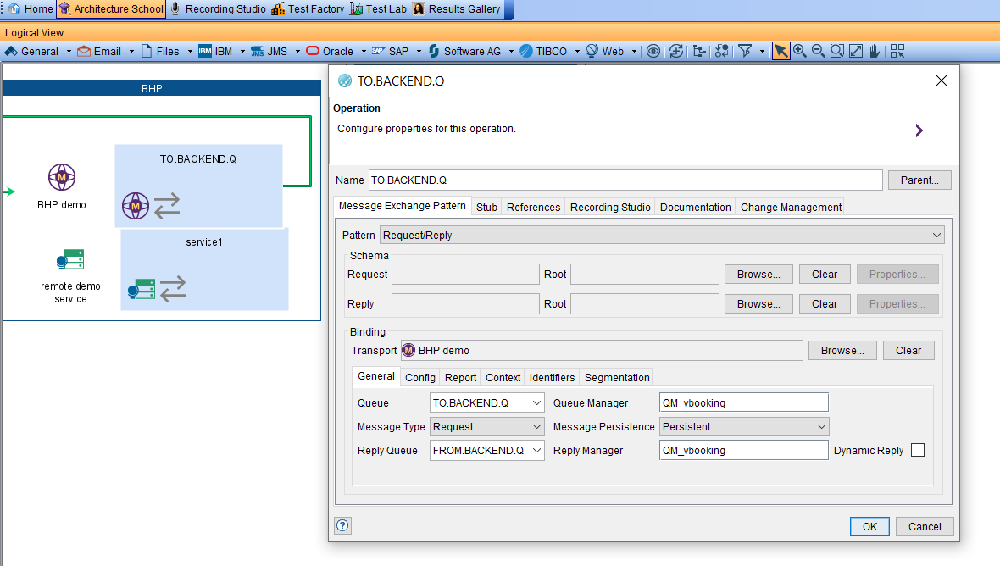 Home Architecture School Recording Studio Test Factory Test Lab Results Gallery
Logical View
General Email Files IBM IBM JMS JMS Oracle SAP SAP Software AG TIBCO Web
BHP
M
BHP demo
TO.BACKEND.Q
M
remote demo
service
service1
TO.BACKEND.Q
Operation
Configure properties for this operation.
Name TO.BACKEND.Q Parent...
Message Exchange Pattern Stub References Recording Studio Documentation Change Management
Pattern Request/Reply
Schema
Request Root Browse... Clear Properties...
Reply Root Browse... Clear Properties...
Binding
Transport M BHP demo Browse... Clear
General Config Report Context Identifiers Segmentation
Queue TO.BACKEND.Q Queue Manager QM_vbooking
Message Type Request Message Persistence Persistent
Reply Queue FROM.BACKEND.Q Reply Manager QM_vbooking Dynamic Reply
? OK Cancel